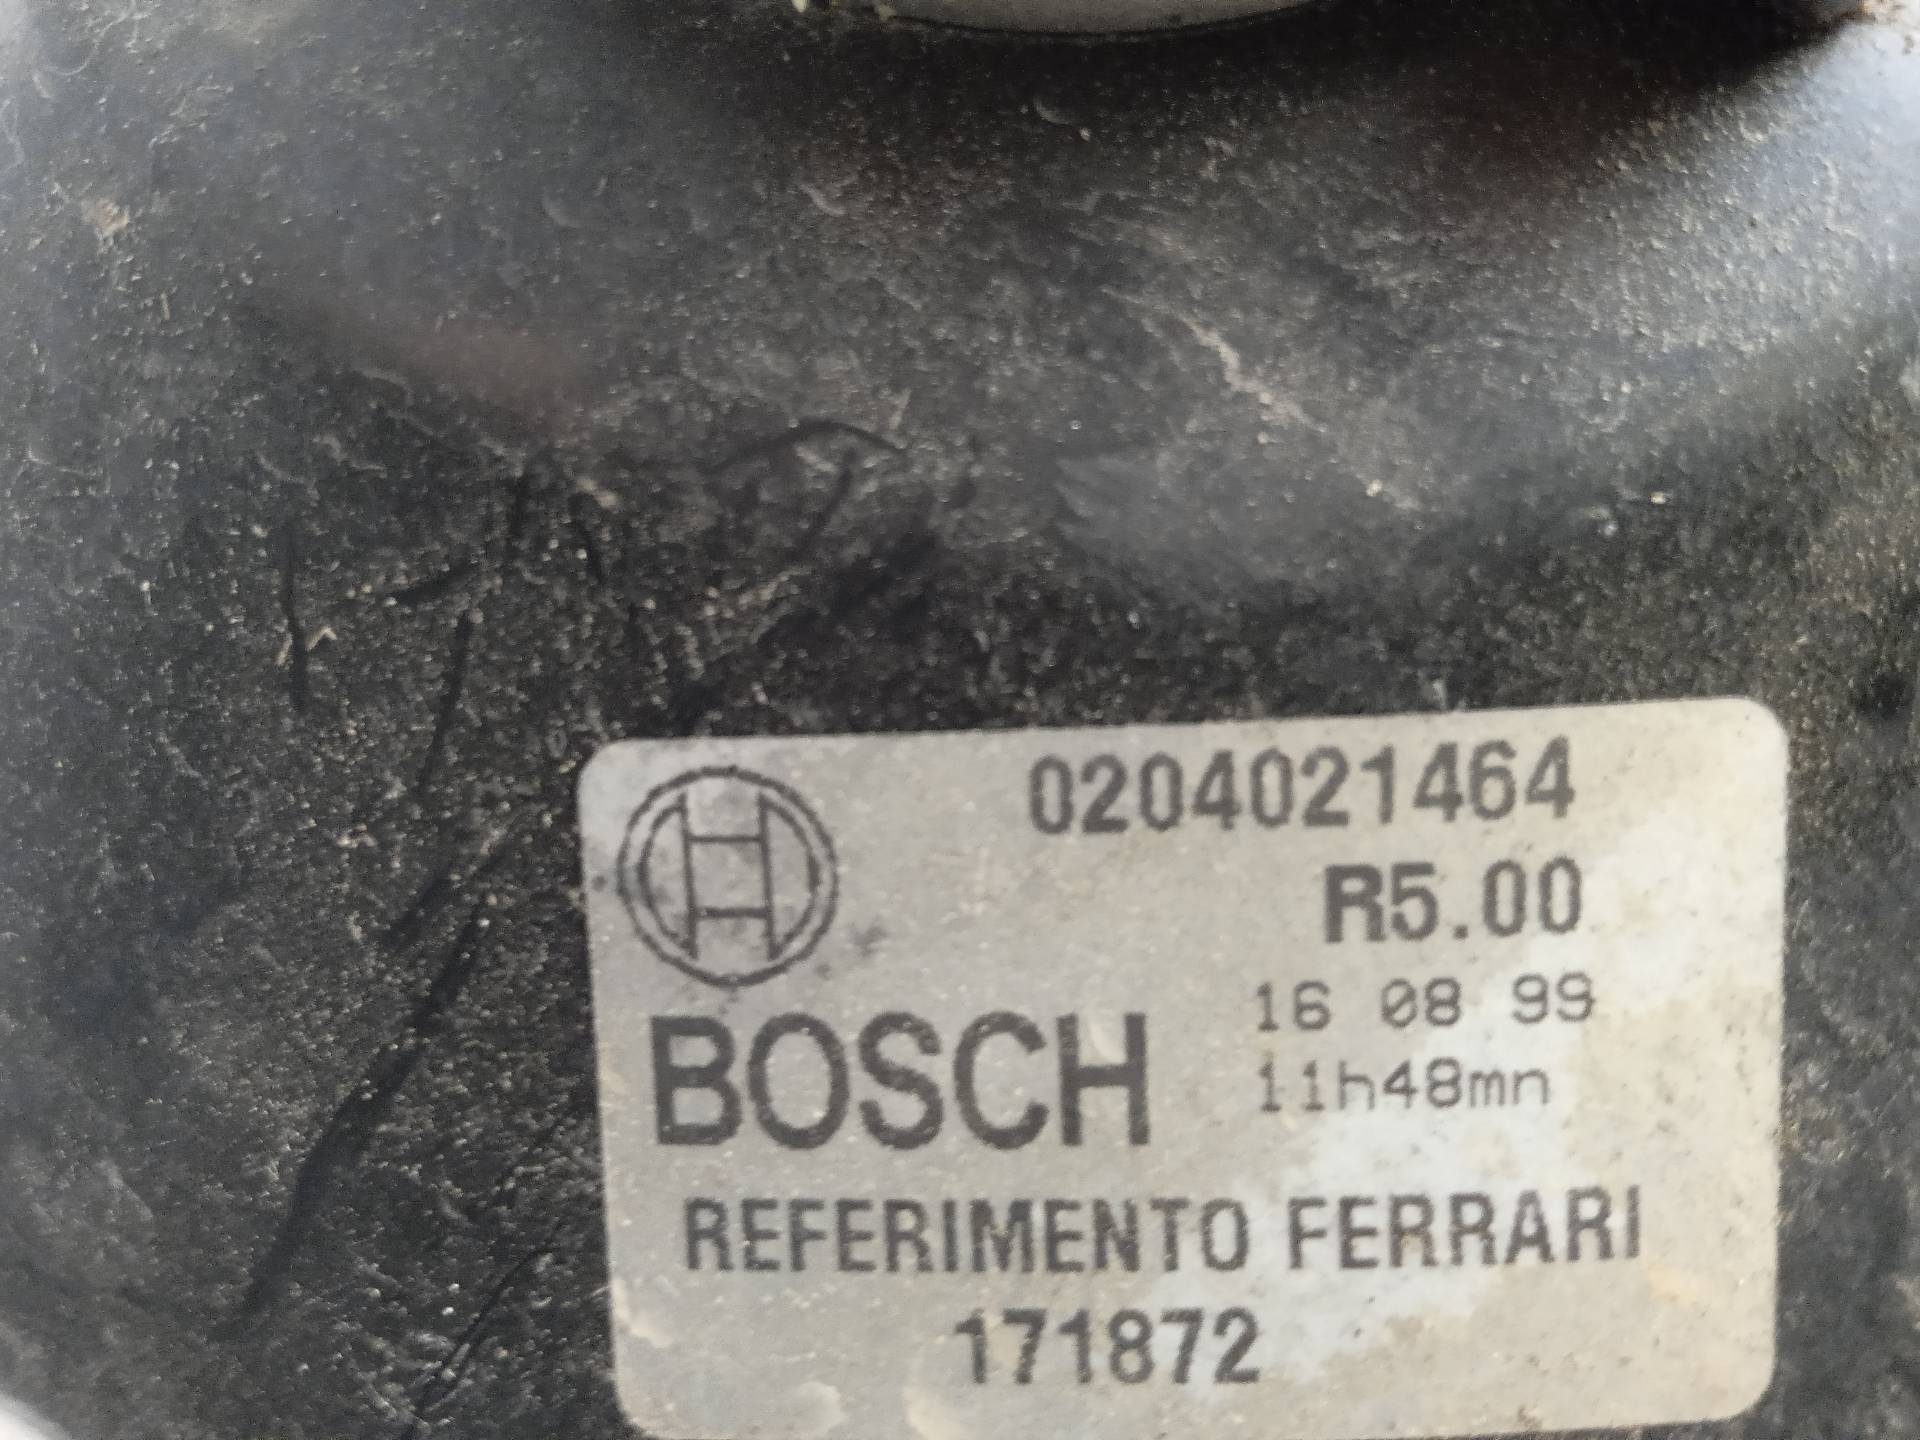 0204021464
R5.00
16 08 99
BOSCH
11h48mn
REFERIMENTO FERRARI
171872